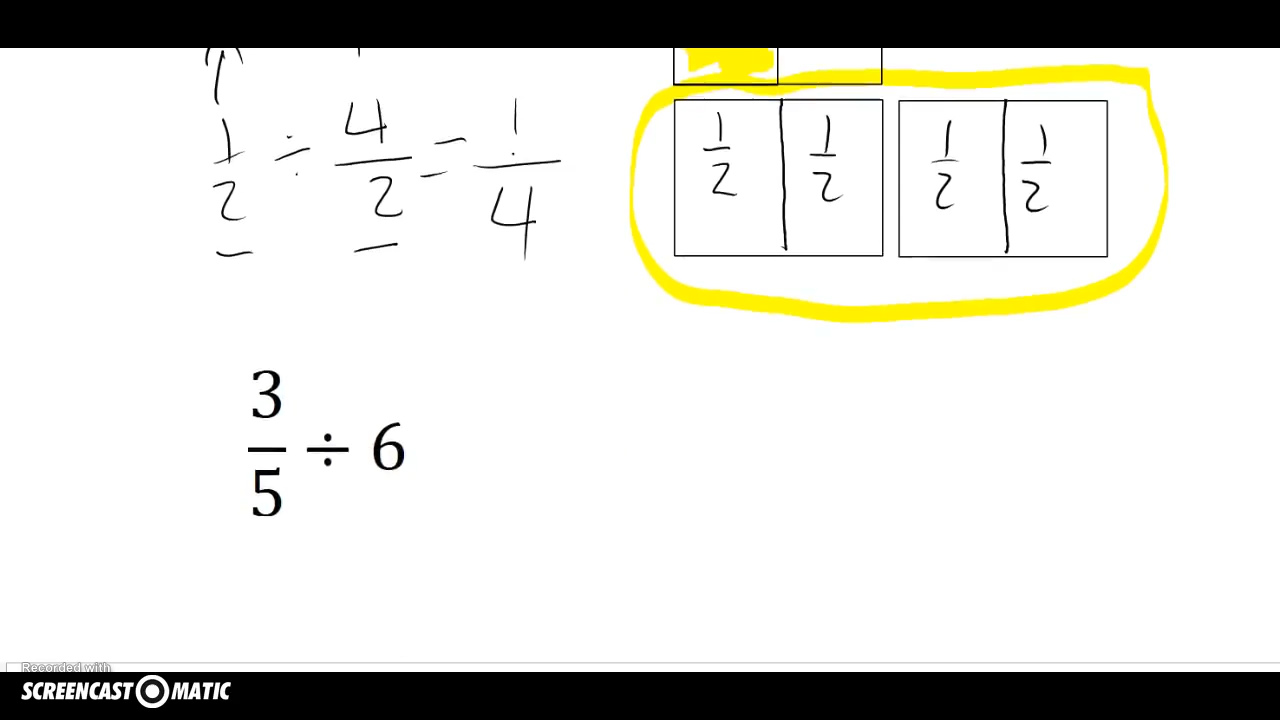 1/2 ÷ 4/2 = 1/4
1/2 1/2 1/2 1/2
3/5 ÷ 6
Recorded with
SCREENCAST MATIC